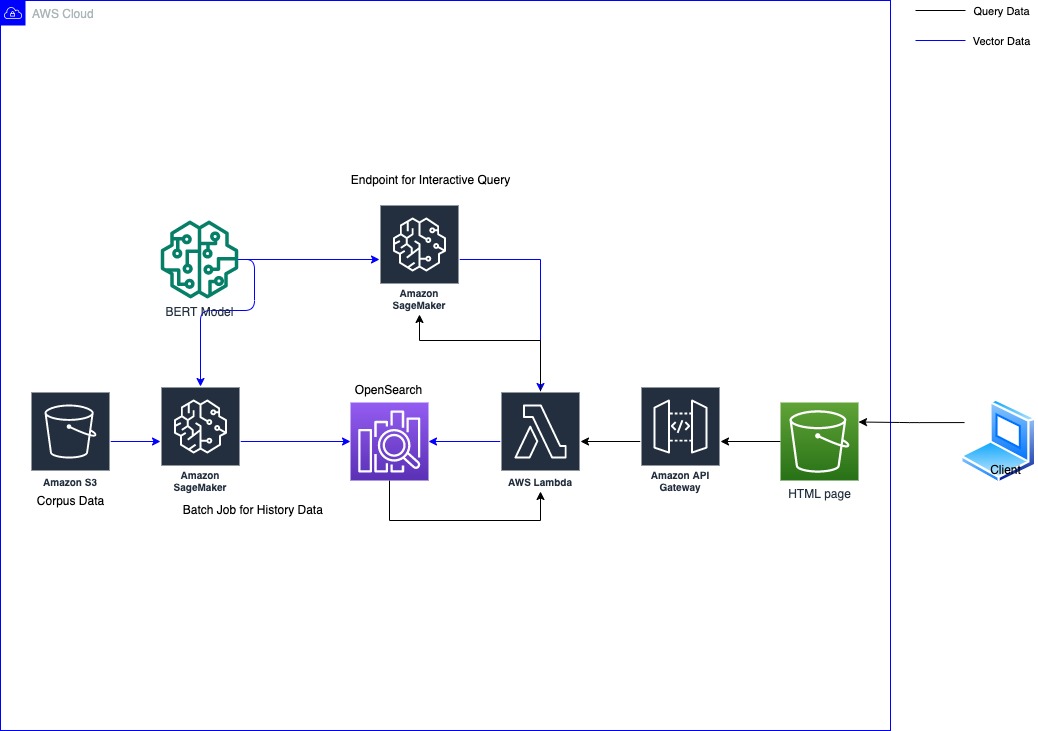 AWS Cloud
Query Data
Vector Data
Endpoint for Interactive Query
Amazon
SageMaker
BERT Model
OpenSearch
Amazon S3
Corpus Data
Amazon
SageMaker
Batch Job for History Data
AWS Lambda
Amazon API
Gateway
HTML page
Client